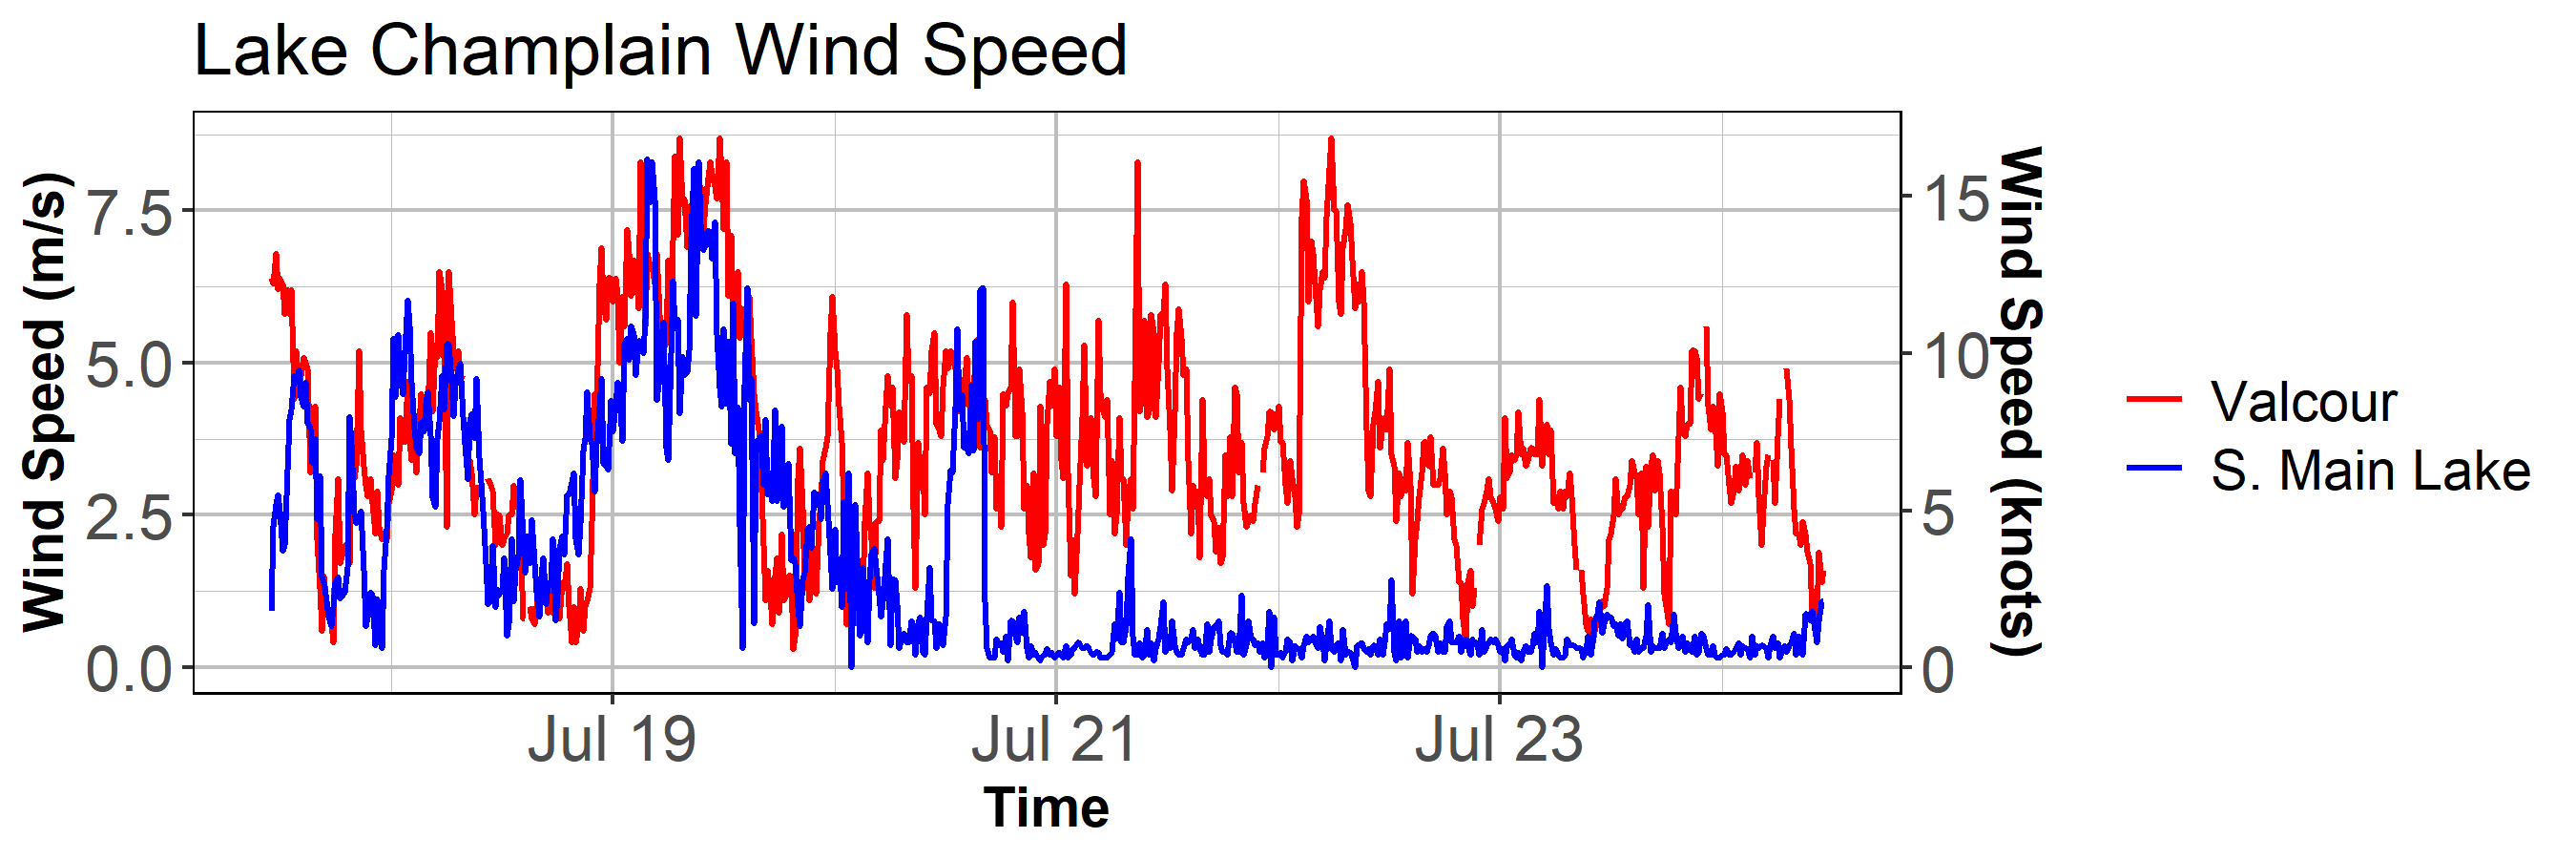 Lake Champlain Wind Speed
Wind Speed (m/s)
7.5
5.0
2.5
0.0
15
10
5
0
Wind Speed (knots)
Jul 19
Jul 21
Jul 23
Time
Valcour
S. Main Lake